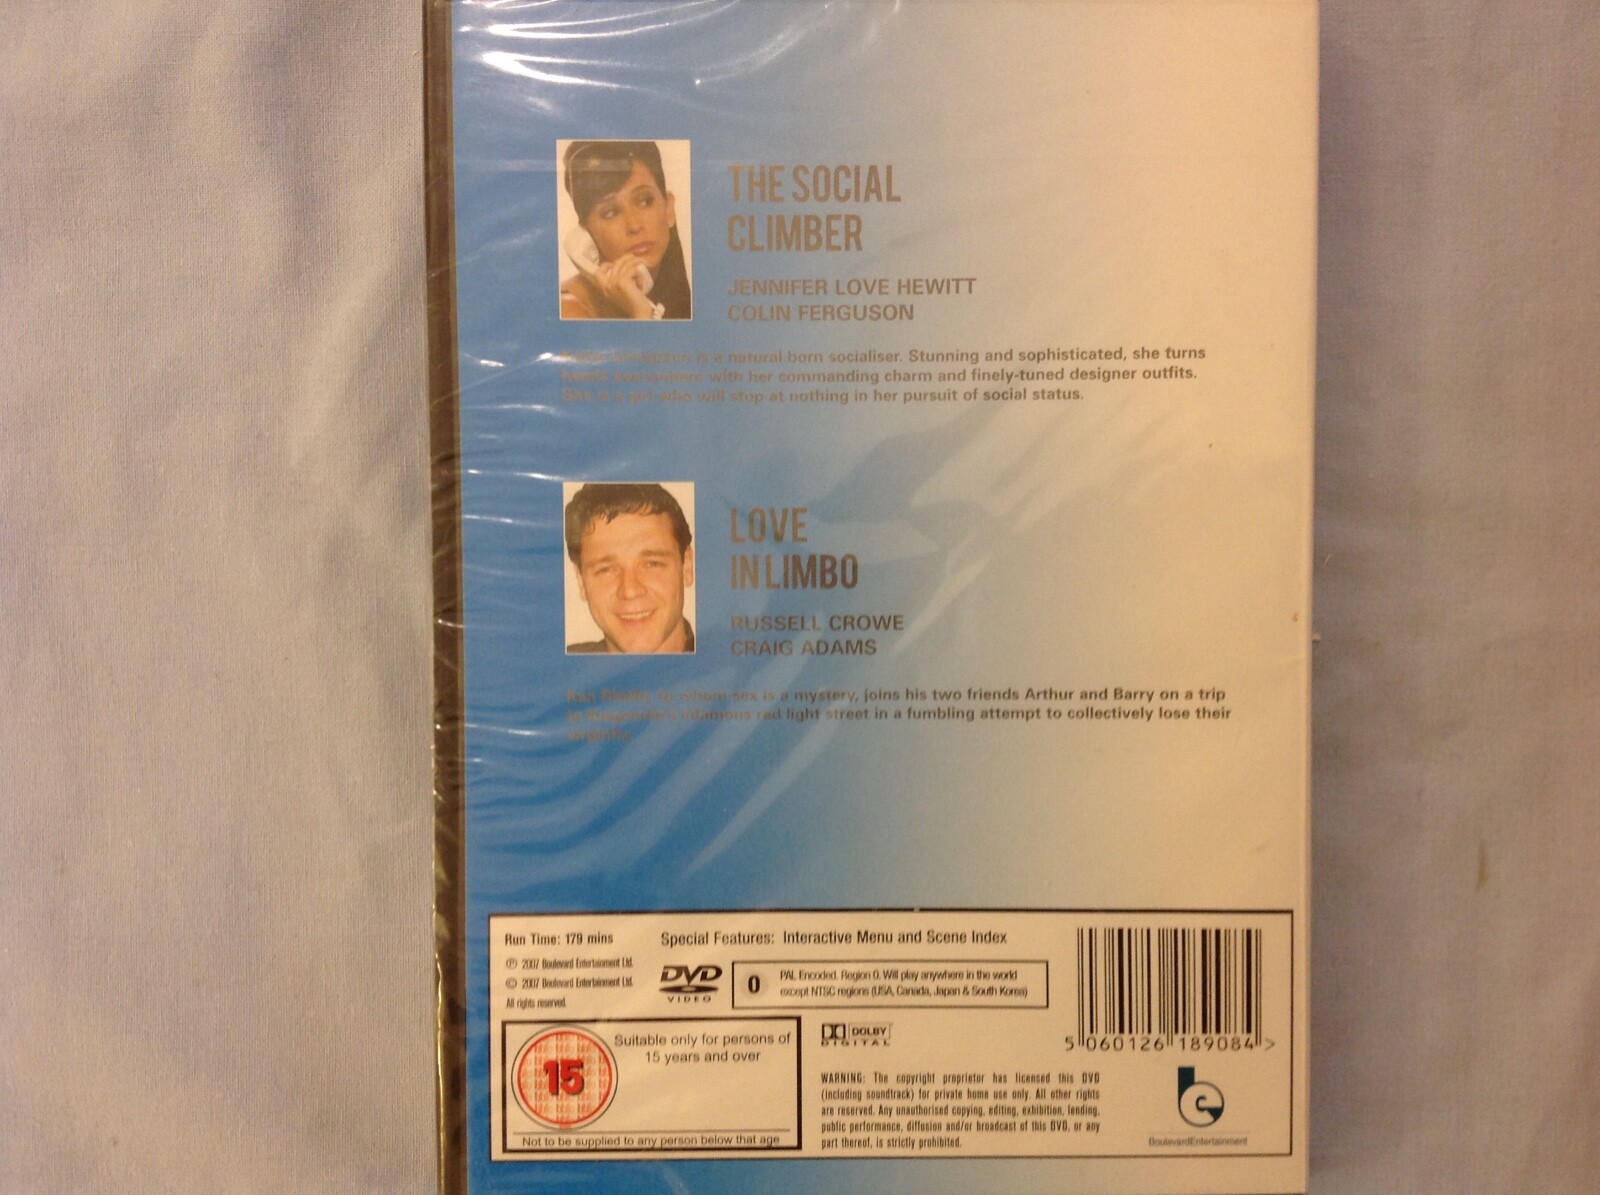 THE SOCIAL
CLIMBER
JENNIFER LOVE HEWITT
COLIN FERGUSON
is a natural born socialiser. Stunning and sophisticated, she turns
with her commanding charm and finely-tuned designer outfits.
She is a girl who will stop at nothing in her pursuit of social status.
LOVE
IN LIMBO
RUSSELL CROWE
CRAIG ADAMS
to whom sex is a mystery, joins his two friends Arthur and Barry on a trip
infamous red light street in a fumbling attempt to collectively lose their
virginity.
Run Time: 179 mins
Special Features: Interactive Menu and Scene Index
℗ 2007 Boulevard Entertainment Ltd.
© 2007 Boulevard Entertainment Ltd.
All rights reserved.
DVD
VIDEO
0
PAL Encoded. Region 0. Will play anywhere in the world
except NTSC regions (USA, Canada, Japan & South Korea)
15
Suitable only for persons of
15 years and over
Not to be supplied to any person below that age
DOLBY
DIGITAL
WARNING: The copyright proprietor has licensed this DVD
(including soundtrack) for private home use only. All other rights
are reserved. Any unauthorised copying, editing, exhibition, lending,
public performance, diffusion and/or broadcast of this DVD, or any
part thereof, is strictly prohibited.
5 060126 189084 >
be
BoulevardEntertainment